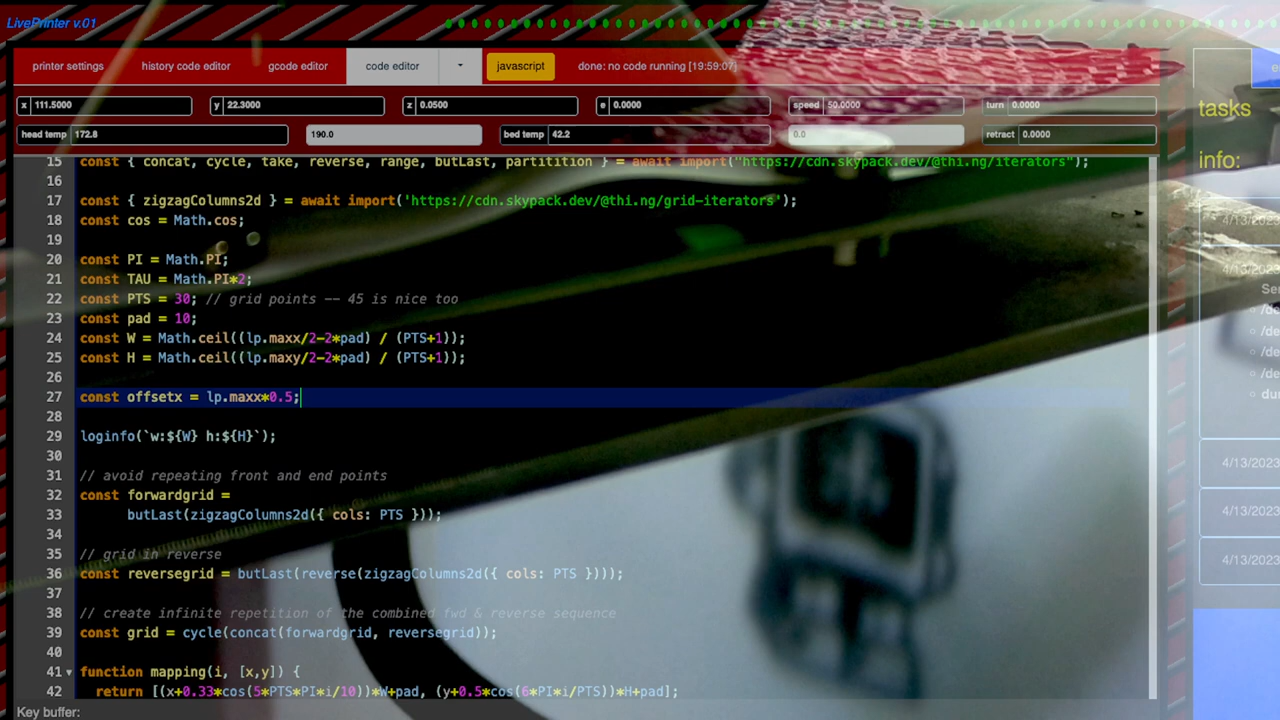 LivePrinter v.01
printer settings history code editor gcode editor code editor javascript done: no code running [19:59:07]
x 111.5000 y 22.3000 z 0.0500 e 0.0000 speed 50.0000 turn 0.0000
head temp 172.8 190.0 bed temp 42.2 0.0 retract 0.0000
tasks
info:
15 const { concat, cycle, take, reverse, range, butLast, partitition } = await import("https://cdn.skypack.dev/@thi.ng/iterators");
16
17 const { zigzagColumns2d } = await import('https://cdn.skypack.dev/@thi.ng/grid-iterators');
18 const cos = Math.cos;
19
20 const PI = Math.PI;
21 const TAU = Math.PI*2;
22 const PTS = 30; // grid points -- 45 is nice too
23 const pad = 10;
24 const W = Math.ceil((lp.maxx/2-2*pad) / (PTS+1));
25 const H = Math.ceil((lp.maxy/2-2*pad) / (PTS+1));
26
27 const offsetx = lp.maxx*0.5;
28
29 loginfo(`w:${W} h:${H}`);
30
31 // avoid repeating front and end points
32 const forwardgrid =
33 butLast(zigzagColumns2d({ cols: PTS }));
34
35 // grid in reverse
36 const reversegrid = butLast(reverse(zigzagColumns2d({ cols: PTS })));
37
38 // create infinite repetition of the combined fwd & reverse sequence
39 const grid = cycle(concat(forwardgrid, reversegrid));
40
41 function mapping(i, [x,y]) {
42 return [(x+0.33*cos(5*PTS*PI*i/10))*W+pad, (y+0.5*cos(6*PI*i/PTS))*H+pad];
Key buffer:
4/13/2023
4/13/2023
Se
/de
/de
/de
/de
du
4/13/2023
4/13/2023
4/13/2023